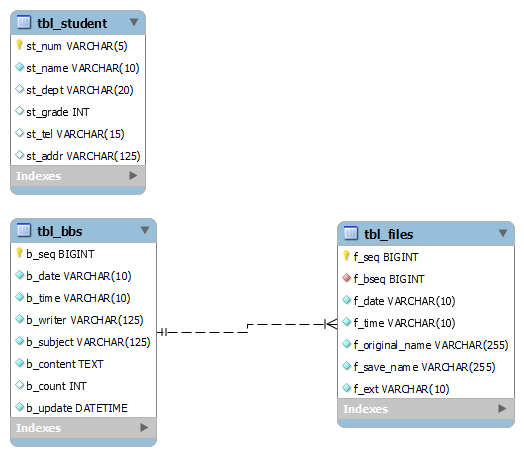 tbl_student
st_num VARCHAR(5)
st_name VARCHAR(10)
st_dept VARCHAR(20)
st_grade INT
st_tel VARCHAR(15)
st_addr VARCHAR(125)
Indexes
tbl_bbs
b_seq BIGINT
b_date VARCHAR(10)
b_time VARCHAR(10)
b_writer VARCHAR(125)
b_subject VARCHAR(125)
b_content TEXT
b_count INT
b_update DATETIME
Indexes
tbl_files
f_seq BIGINT
f_bseq BIGINT
f_date VARCHAR(10)
f_time VARCHAR(10)
f_original_name VARCHAR(255)
f_save_name VARCHAR(255)
f_ext VARCHAR(10)
Indexes